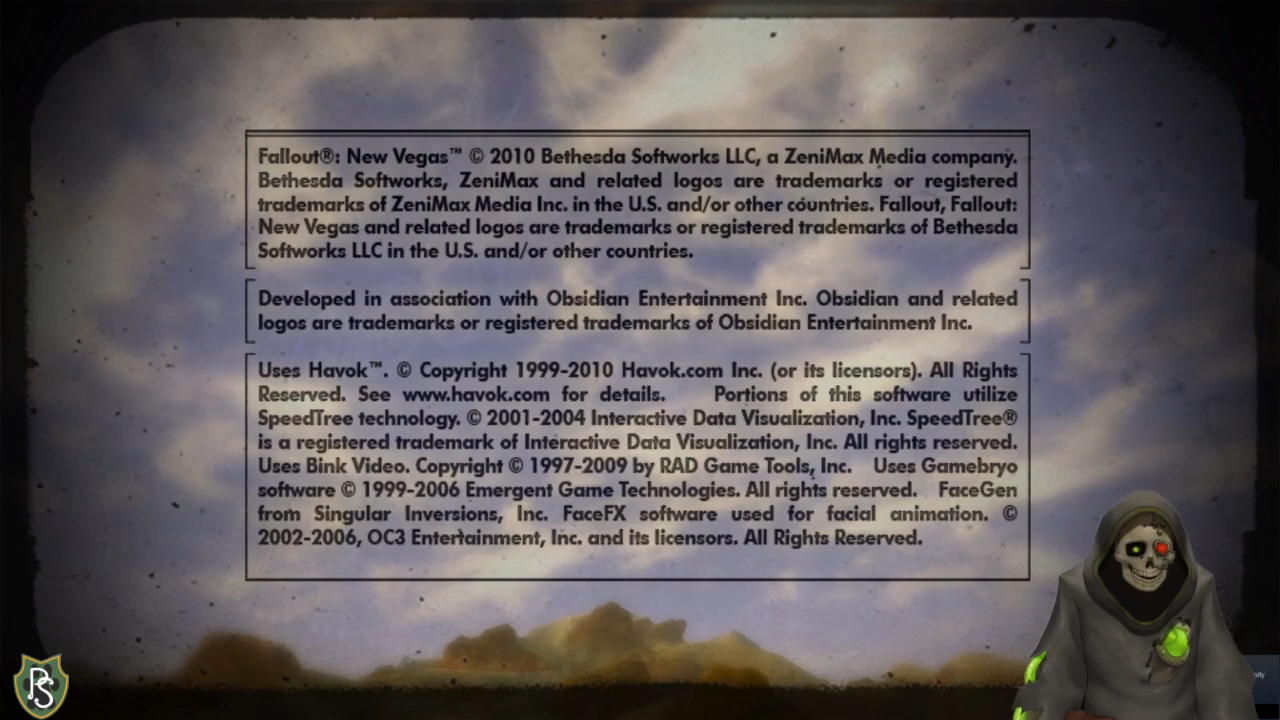 Fallout®: New Vegas™ © 2010 Bethesda Softworks LLC, a ZeniMax Media company.
Bethesda Softworks, ZeniMax and related logos are trademarks or registered
trademarks of ZeniMax Media Inc. in the U.S. and/or other countries. Fallout, Fallout:
New Vegas and related logos are trademarks or registered trademarks of Bethesda
Softworks LLC in the U.S. and/or other countries.
Developed in association with Obsidian Entertainment Inc. Obsidian and related
logos are trademarks or registered trademarks of Obsidian Entertainment Inc.
Uses Havok™. © Copyright 1999-2010 Havok.com Inc. (or its licensors). All Rights
Reserved. See www.havok.com for details. Portions of this software utilize
SpeedTree technology. © 2001-2004 Interactive Data Visualization, Inc. SpeedTree®
is a registered trademark of Interactive Data Visualization, Inc. All rights reserved.
Uses Bink Video. Copyright © 1997-2009 by RAD Game Tools, Inc. Uses Gamebryo
software © 1999-2006 Emergent Game Technologies. All rights reserved. FaceGen
from Singular Inversions, Inc. FaceFX software used for facial animation. ©
2002-2006, OC3 Entertainment, Inc. and its licensors. All Rights Reserved.
PS